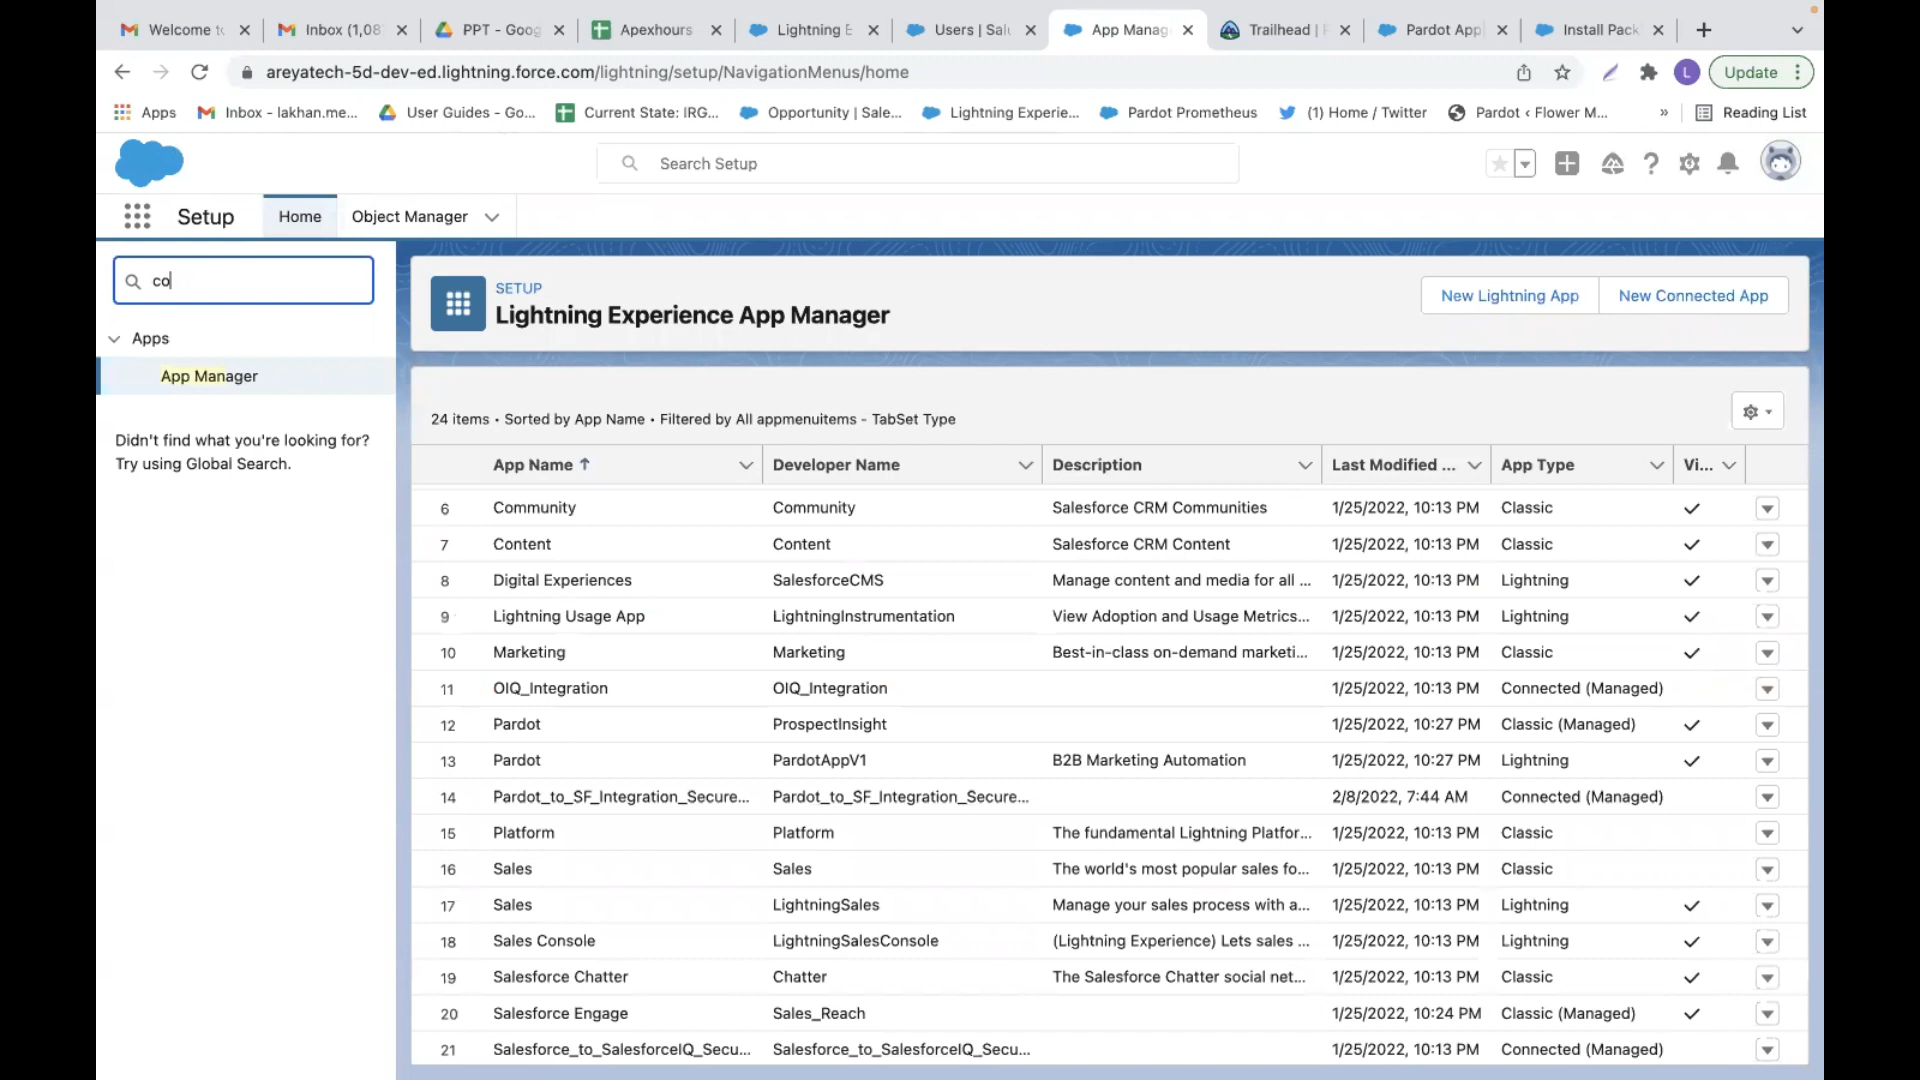 Welcome to
Inbox (1,08
PPT - Goog
Apexhours
Lightning E
Users | Sal
App Manag
Trailhead |
Pardot App
Install Pack
areyatech-5d-dev-ed.lightning.force.com/lightning/setup/NavigationMenus/home
L
Update
Apps
Inbox - lakhan.me...
User Guides - Go...
Current State: IRG...
Opportunity | Sale...
Lightning Experie...
Pardot Prometheus
(1) Home / Twitter
Pardot ‹ Flower M...
»
Reading List
Search Setup
Setup
Home
Object Manager
co
Apps
App Manager
Didn't find what you're looking for?
Try using Global Search.
SETUP
Lightning Experience App Manager
New Lightning App
New Connected App
24 items • Sorted by App Name • Filtered by All appmenuitems - TabSet Type
App Name ↑ Developer Name Description Last Modified ... App Type Vi...
6 Community Community Salesforce CRM Communities 1/25/2022, 10:13 PM Classic ✓
7 Content Content Salesforce CRM Content 1/25/2022, 10:13 PM Classic ✓
8 Digital Experiences SalesforceCMS Manage content and media for all ... 1/25/2022, 10:13 PM Lightning ✓
9 Lightning Usage App LightningInstrumentation View Adoption and Usage Metrics... 1/25/2022, 10:13 PM Lightning ✓
10 Marketing Marketing Best-in-class on-demand marketi... 1/25/2022, 10:13 PM Classic ✓
11 OIQ_Integration OIQ_Integration 1/25/2022, 10:13 PM Connected (Managed)
12 Pardot ProspectInsight 1/25/2022, 10:27 PM Classic (Managed) ✓
13 Pardot PardotAppV1 B2B Marketing Automation 1/25/2022, 10:27 PM Lightning ✓
14 Pardot_to_SF_Integration_Secure... Pardot_to_SF_Integration_Secure... 2/8/2022, 7:44 AM Connected (Managed)
15 Platform Platform The fundamental Lightning Platfor... 1/25/2022, 10:13 PM Classic
16 Sales Sales The world's most popular sales fo... 1/25/2022, 10:13 PM Classic
17 Sales LightningSales Manage your sales process with a... 1/25/2022, 10:13 PM Lightning ✓
18 Sales Console LightningSalesConsole (Lightning Experience) Lets sales ... 1/25/2022, 10:13 PM Lightning ✓
19 Salesforce Chatter Chatter The Salesforce Chatter social net... 1/25/2022, 10:13 PM Classic ✓
20 Salesforce Engage Sales_Reach 1/25/2022, 10:24 PM Classic (Managed) ✓
21 Salesforce_to_SalesforceIQ_Secu... Salesforce_to_SalesforceIQ_Secu... 1/25/2022, 10:13 PM Connected (Managed)